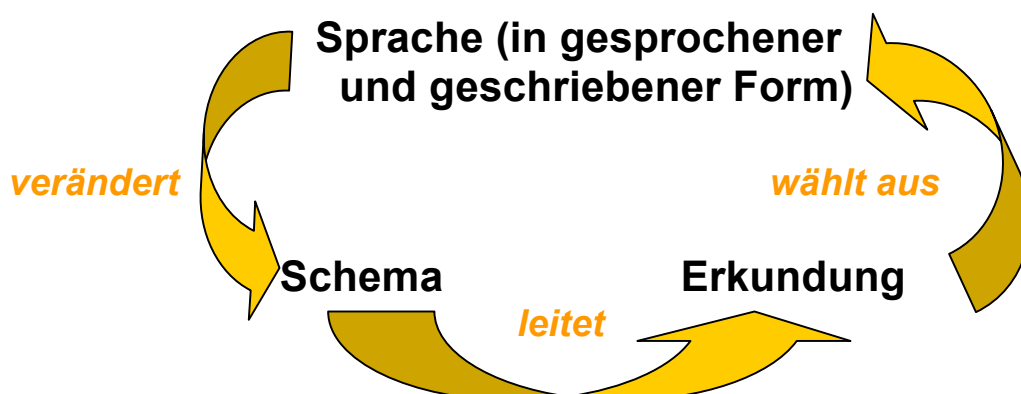 Sprache (in gesprochener
und geschriebener Form)
verändert
wählt aus
Schema
Erkundung
leitet